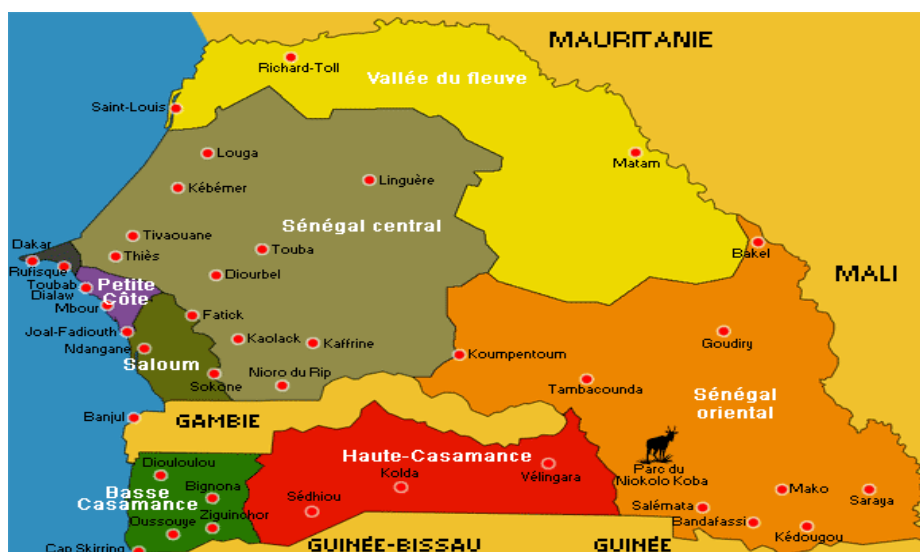 MAURITANIE
Richard-Toll
Vallée du fleuve
Saint-Louis
Louga
Matam
Linguère
Kébémer
Sénégal central
Tivaouane
Touba
Dakar
Bakel
Thiès
Rufisque
Diourbel
MALI
Toubab
Dialaw
Petite
Côte
Mbour
Fatick
Joal-Fadiouth
Kaolack
Kaffrine
Goudiry
Ndangane
Koumpentoum
Saloum
Nioro du Rip
Sokone
Tambacounda
Sénégal
oriental
Banjul
GAMBIE
Haute-Casamance
Diouloulou
Kolda
Vélingara
Parc du
Niokolo Koba
Basse
Casamance
Bignona
Sédhiou
Mako
Saraya
Salémata
Oussouye
Ziguinchor
Bandafassi
Kédougou
Cap Skirring
GUINÉE-BISSAU
GUINÉE